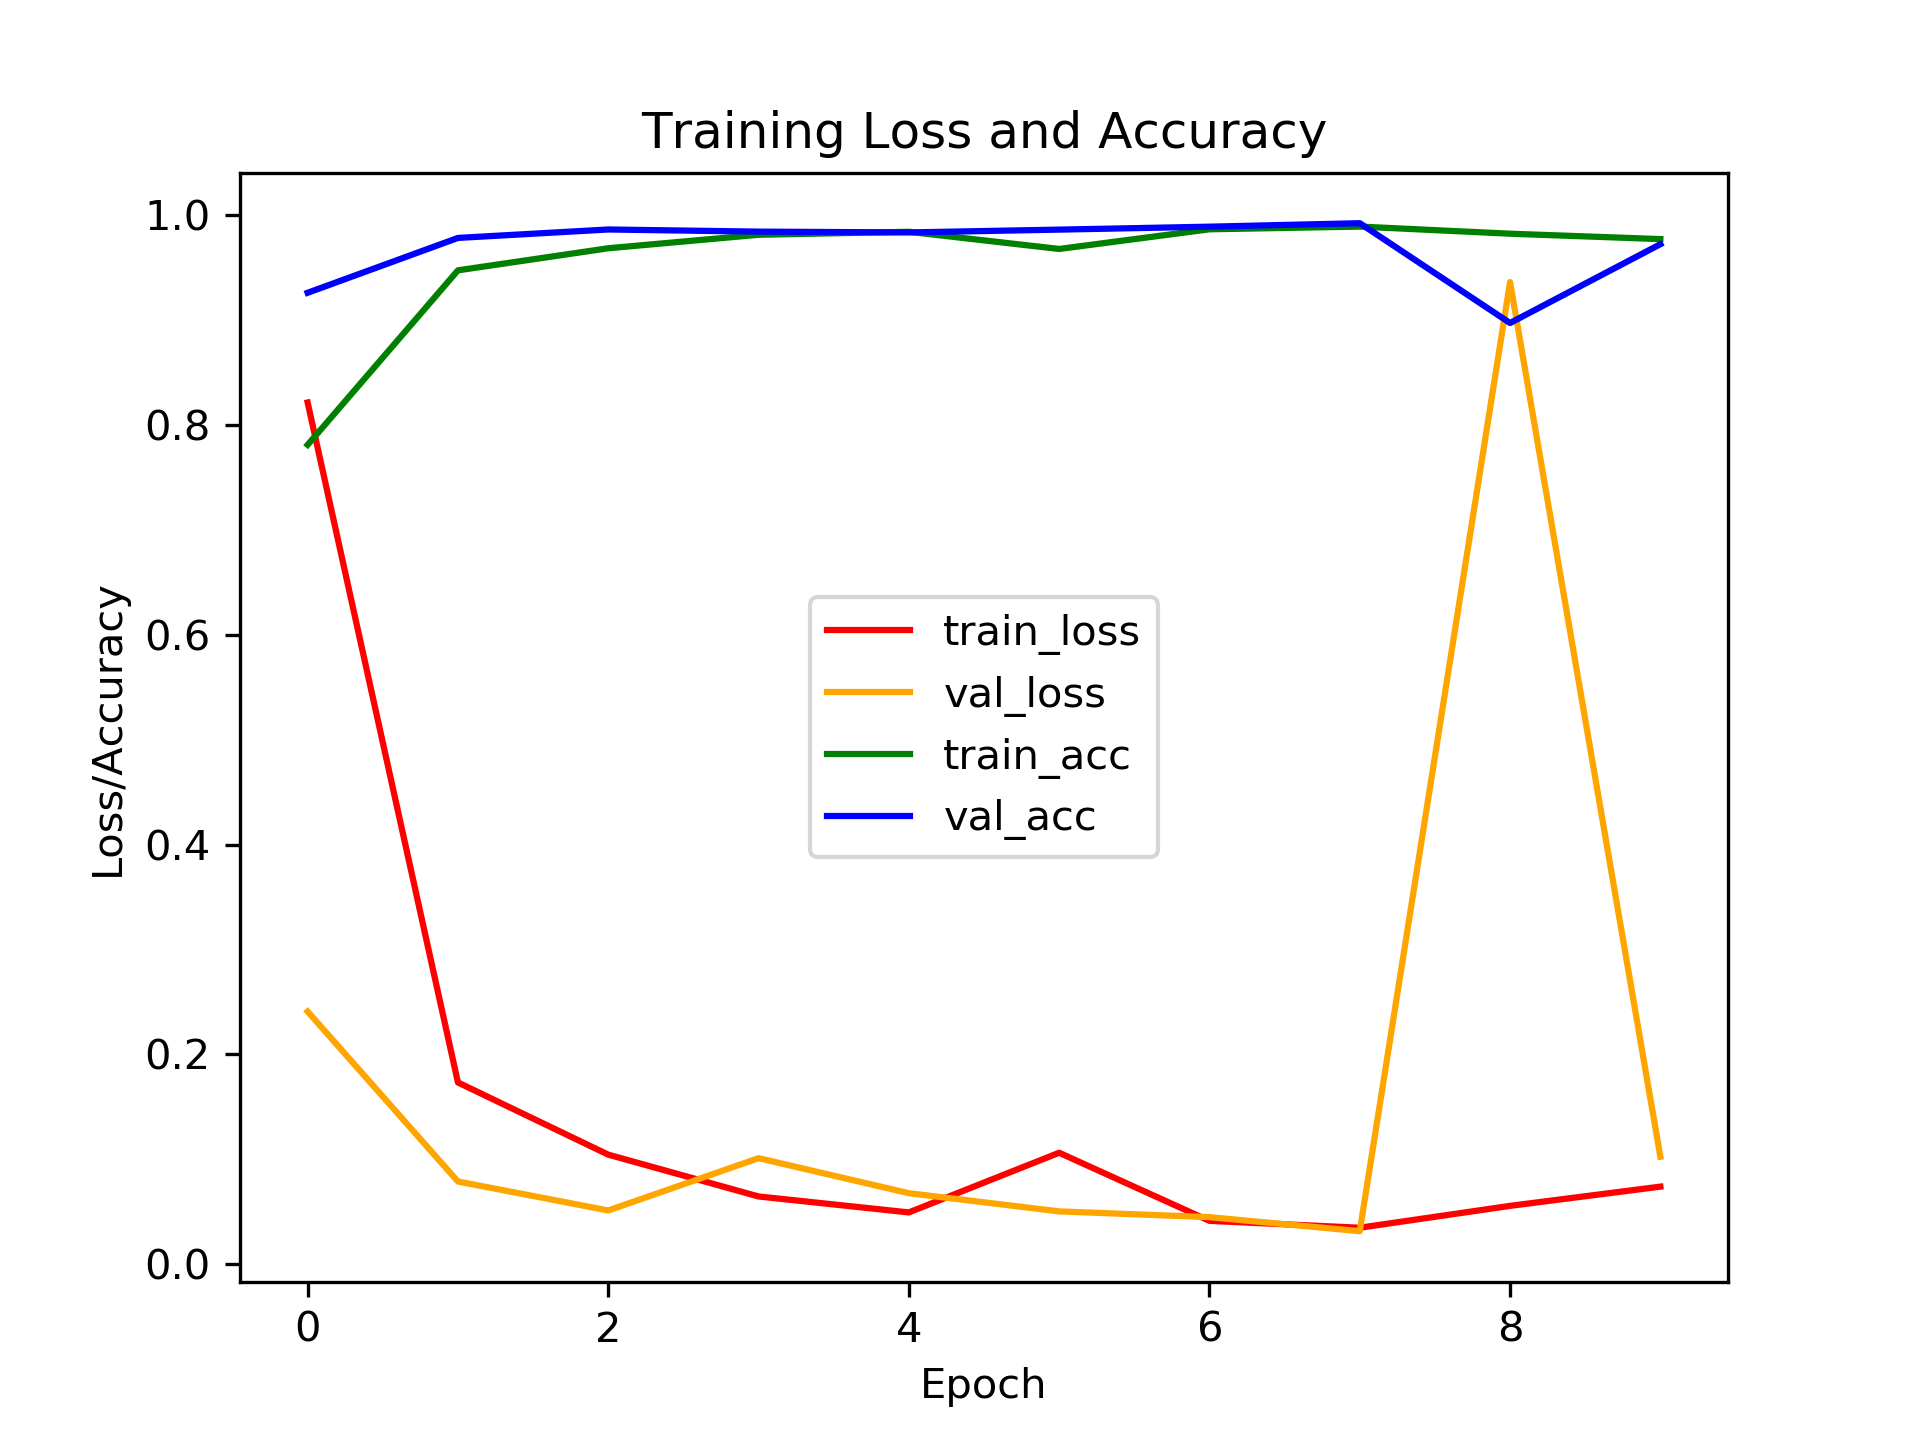 Training Loss and Accuracy
1.0
0.8
0.6
0.4
0.2
0.0
Loss/Accuracy
train_loss
val_loss
train_acc
val_acc
0 2 4 6 8
Epoch